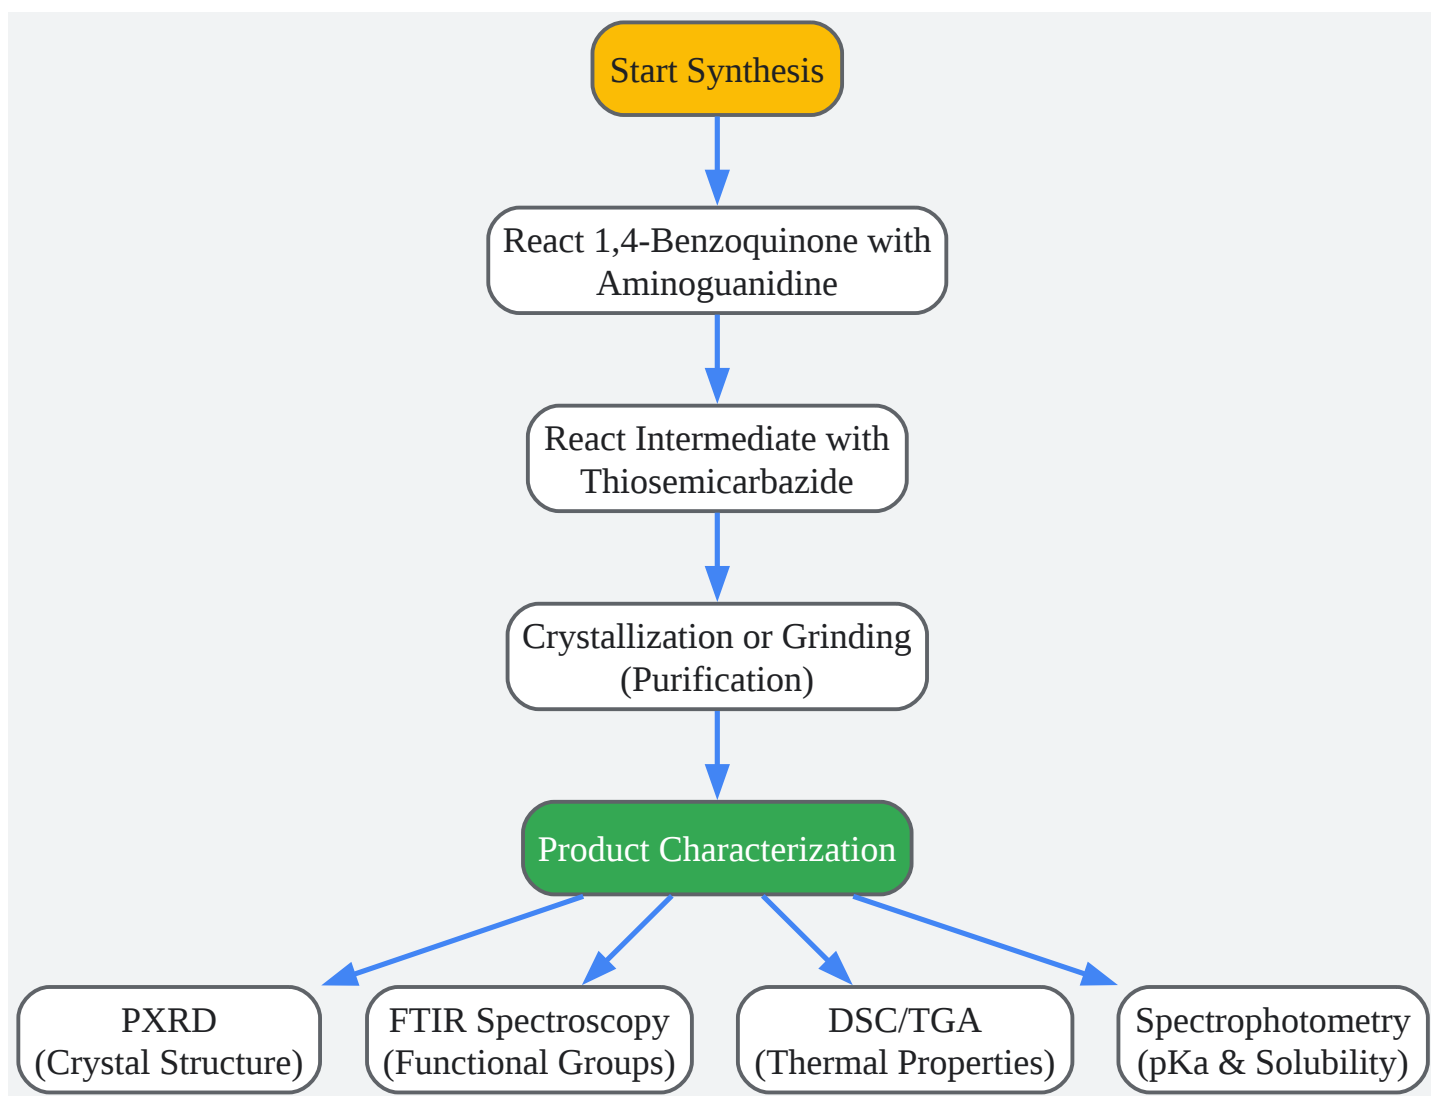 Start Synthesis
React 1,4-Benzoquinone with
Aminoguanidine
React Intermediate with
Thiosemicarbazide
Crystallization or Grinding
(Purification)
Product Characterization
PXRD
(Crystal Structure)
FTIR Spectroscopy
(Functional Groups)
DSC/TGA
(Thermal Properties)
Spectrophotometry
(pKa & Solubility)